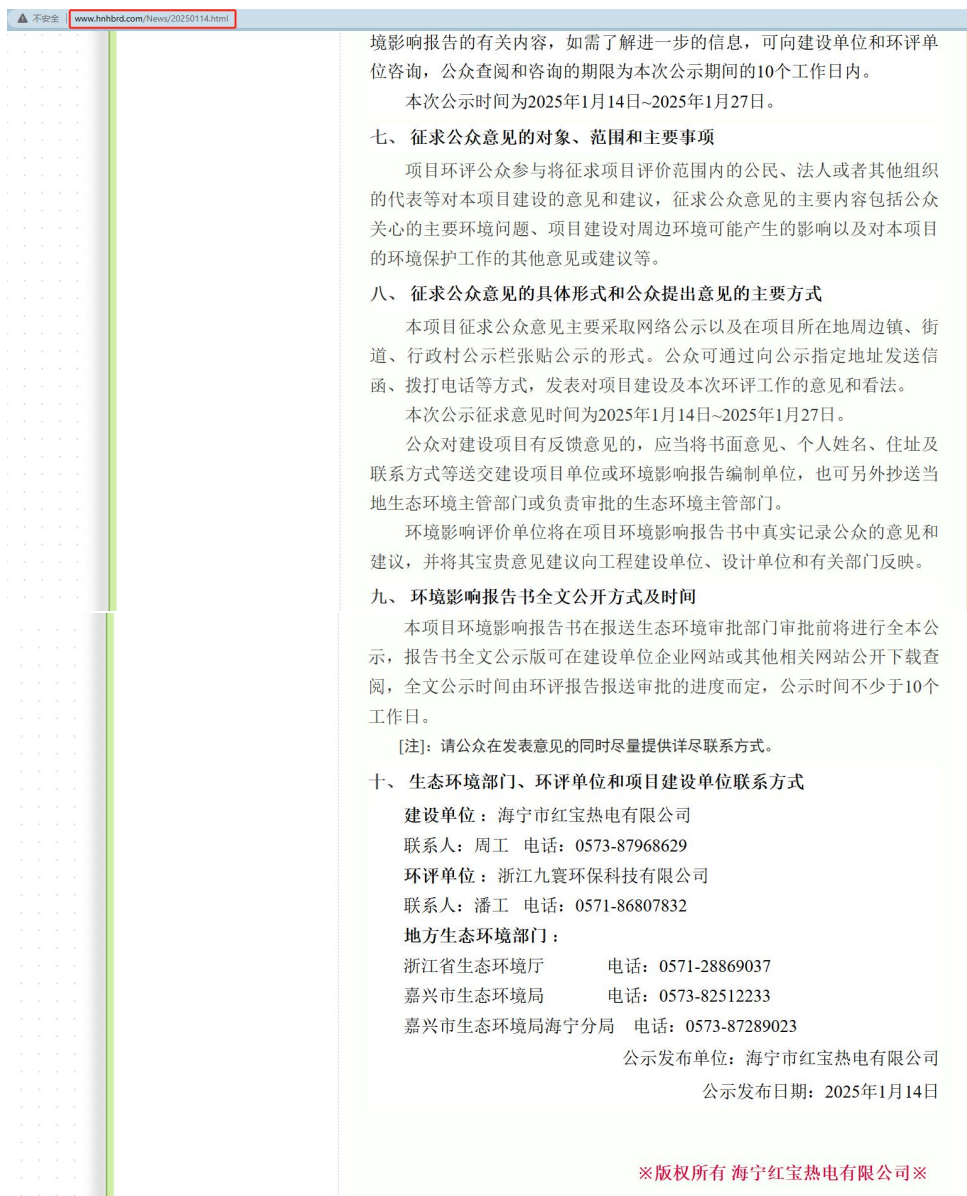 不安全 www.hnhbrd.com/News/20250114.html
境影响报告的有关内容，如需了解进一步的信息，可向建设单位和环评单
位咨询，公众查阅和咨询的期限为本次公示期间的10个工作日内。
本次公示时间为2025年1月14日~2025年1月27日。
七、 征求公众意见的对象、范围和主要事项
项目环评公众参与将征求项目评价范围内的公民、法人或者其他组织
的代表等对本项目建设的意见和建议，征求公众意见的主要内容包括公众
关心的主要环境问题、项目建设对周边环境可能产生的影响以及对本项目
的环境保护工作的其他意见或建议等。
八、 征求公众意见的具体形式和公众提出意见的主要方式
本项目征求公众意见主要采取网络公示以及在项目所在地周边镇、街
道、行政村公示栏张贴公示的形式。公众可通过向公示指定地址发送信
函、拨打电话等方式，发表对项目建设及本次环评工作的意见和看法。
本次公示征求意见时间为2025年1月14日~2025年1月27日。
公众对建设项目有反馈意见的，应当将书面意见、个人姓名、住址及
联系方式等送交建设项目单位或环境影响报告编制单位，也可另外抄送当
地生态环境主管部门或负责审批的生态环境主管部门。
环境影响评价单位将在项目环境影响报告书中真实记录公众的意见和
建议，并将其宝贵意见建议向工程建设单位、设计单位和有关部门反映。
九、 环境影响报告书全文公开方式及时间
本项目环境影响报告书在报送生态环境审批部门审批前将进行全本公
示，报告书全文公示版可在建设单位企业网站或其他相关网站公开下载查
阅，全文公示时间由环评报告报送审批的进度而定，公示时间不少于10个
工作日。
[注]：请公众在发表意见的同时尽量提供详尽联系方式。
十、 生态环境部门、环评单位和项目建设单位联系方式
建设单位：海宁市红宝热电有限公司
联系人：周工 电话：0573-87968629
环评单位：浙江九寰环保科技有限公司
联系人：潘工 电话：0571-86807832
地方生态环境部门：
浙江省生态环境厅 电话：0571-28869037
嘉兴市生态环境局 电话：0573-82512233
嘉兴市生态环境局海宁分局 电话：0573-87289023
公示发布单位：海宁市红宝热电有限公司
公示发布日期：2025年1月14日
※版权所有 海宁红宝热电有限公司※